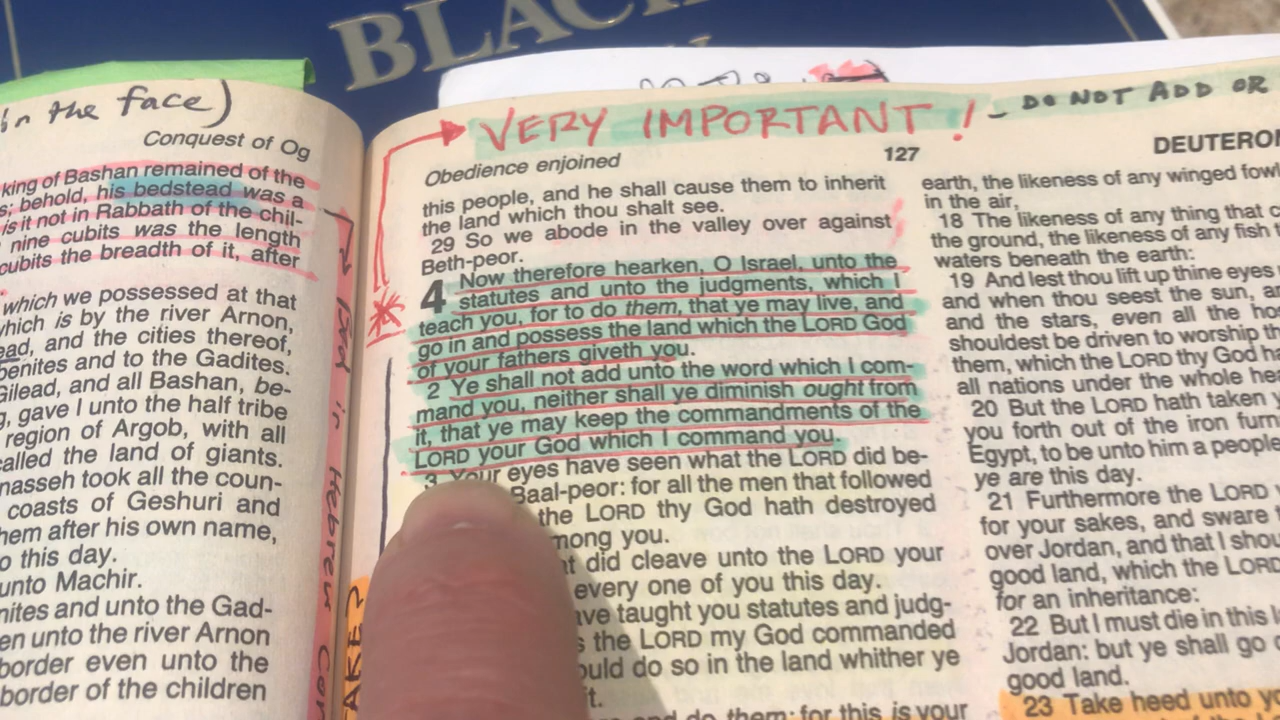 BLAC
VERY IMPORTANT ! - DO NOT ADD OR
in the face)
Conquest of Og
king of Bashan remained of the
s; behold, his bedstead was a
is it not in Rabbath of the chil-
nine cubits was the length
cubits the breadth of it, after
which we possessed at that
which is by the river Arnon,
ead, and the cities thereof,
benites and to the Gadites.
Gilead, and all Bashan, be-
g, gave I unto the half tribe
region of Argob, with all
called the land of giants.
nasseh took all the coun-
coasts of Geshuri and
hem after his own name,
o this day.
unto Machir.
nites and unto the Gad-
en unto the river Arnon
border even unto the
border of the children
in Hebrew
Obedience enjoined
127
DEUTERO
this people, and he shall cause them to inherit
the land which thou shalt see.
29 So we abode in the valley over against
Beth-peor.
4 Now therefore hearken, O Israel, unto the
statutes and unto the judgments, which I
teach you, for to do them, that ye may live, and
go in and possess the land which the LORD God
of your fathers giveth you.
2 Ye shall not add unto the word which I com-
mand you, neither shall ye diminish ought from
it, that ye may keep the commandments of the
LORD your God which I command you.
3 Your eyes have seen what the LORD did be-
Baal-peor: for all the men that followed
the LORD thy God hath destroyed
mong you.
did cleave unto the LORD your
every one of you this day.
ave taught you statutes and judg-
the LORD my God commanded
ould do so in the land whither ye
it.
and do them: for this is your
earth, the likeness of any winged fowl
in the air,
18 The likeness of any thing that c
the ground, the likeness of any fish t
waters beneath the earth:
19 And lest thou lift up thine eyes
and when thou seest the sun, an
and the stars, even all the ho
shouldest be driven to worship th
them, which the LORD thy God ha
all nations under the whole hea
20 But the LORD hath taken y
you forth out of the iron furn
Egypt, to be unto him a people
ye are this day.
21 Furthermore the LORD
for your sakes, and sware
over Jordan, and that I shou
good land, which the LORD
for an inheritance:
22 But I must die in this l
Jordan: but ye shall go
good land.
23 Take heed unto yo